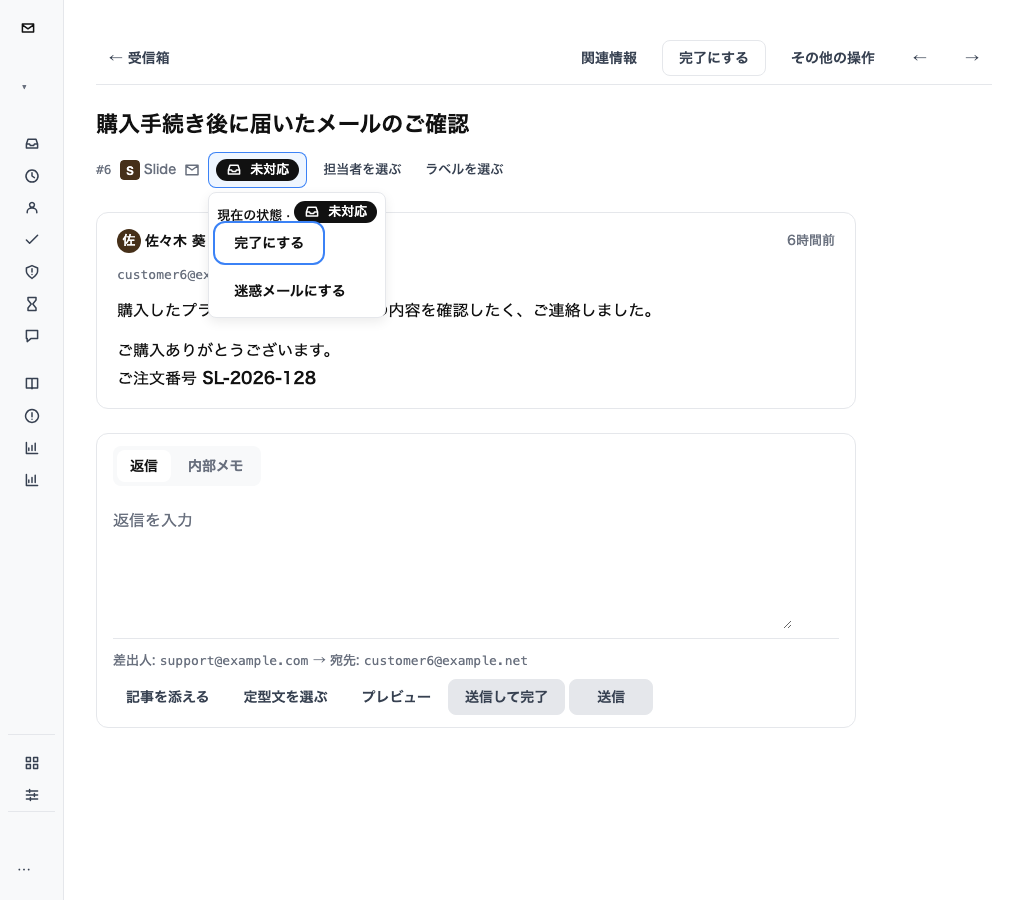 ← 受信箱
関連情報
完了にする
その他の操作
←
→
購入手続き後に届いたメールのご確認
#6 S Slide 未対応 担当者を選ぶ ラベルを選ぶ
現在の状態 · 未対応
完了にする
迷惑メールにする
佐 佐々木 葵
6時間前
customer6@ex
購入したプラ
の内容を確認したく、ご連絡しました。
ご購入ありがとうございます。
ご注文番号 SL-2026-128
返信 内部メモ
返信を入力
差出人: support@example.com → 宛先: customer6@example.net
記事を添える 定型文を選ぶ プレビュー 送信して完了 送信
…